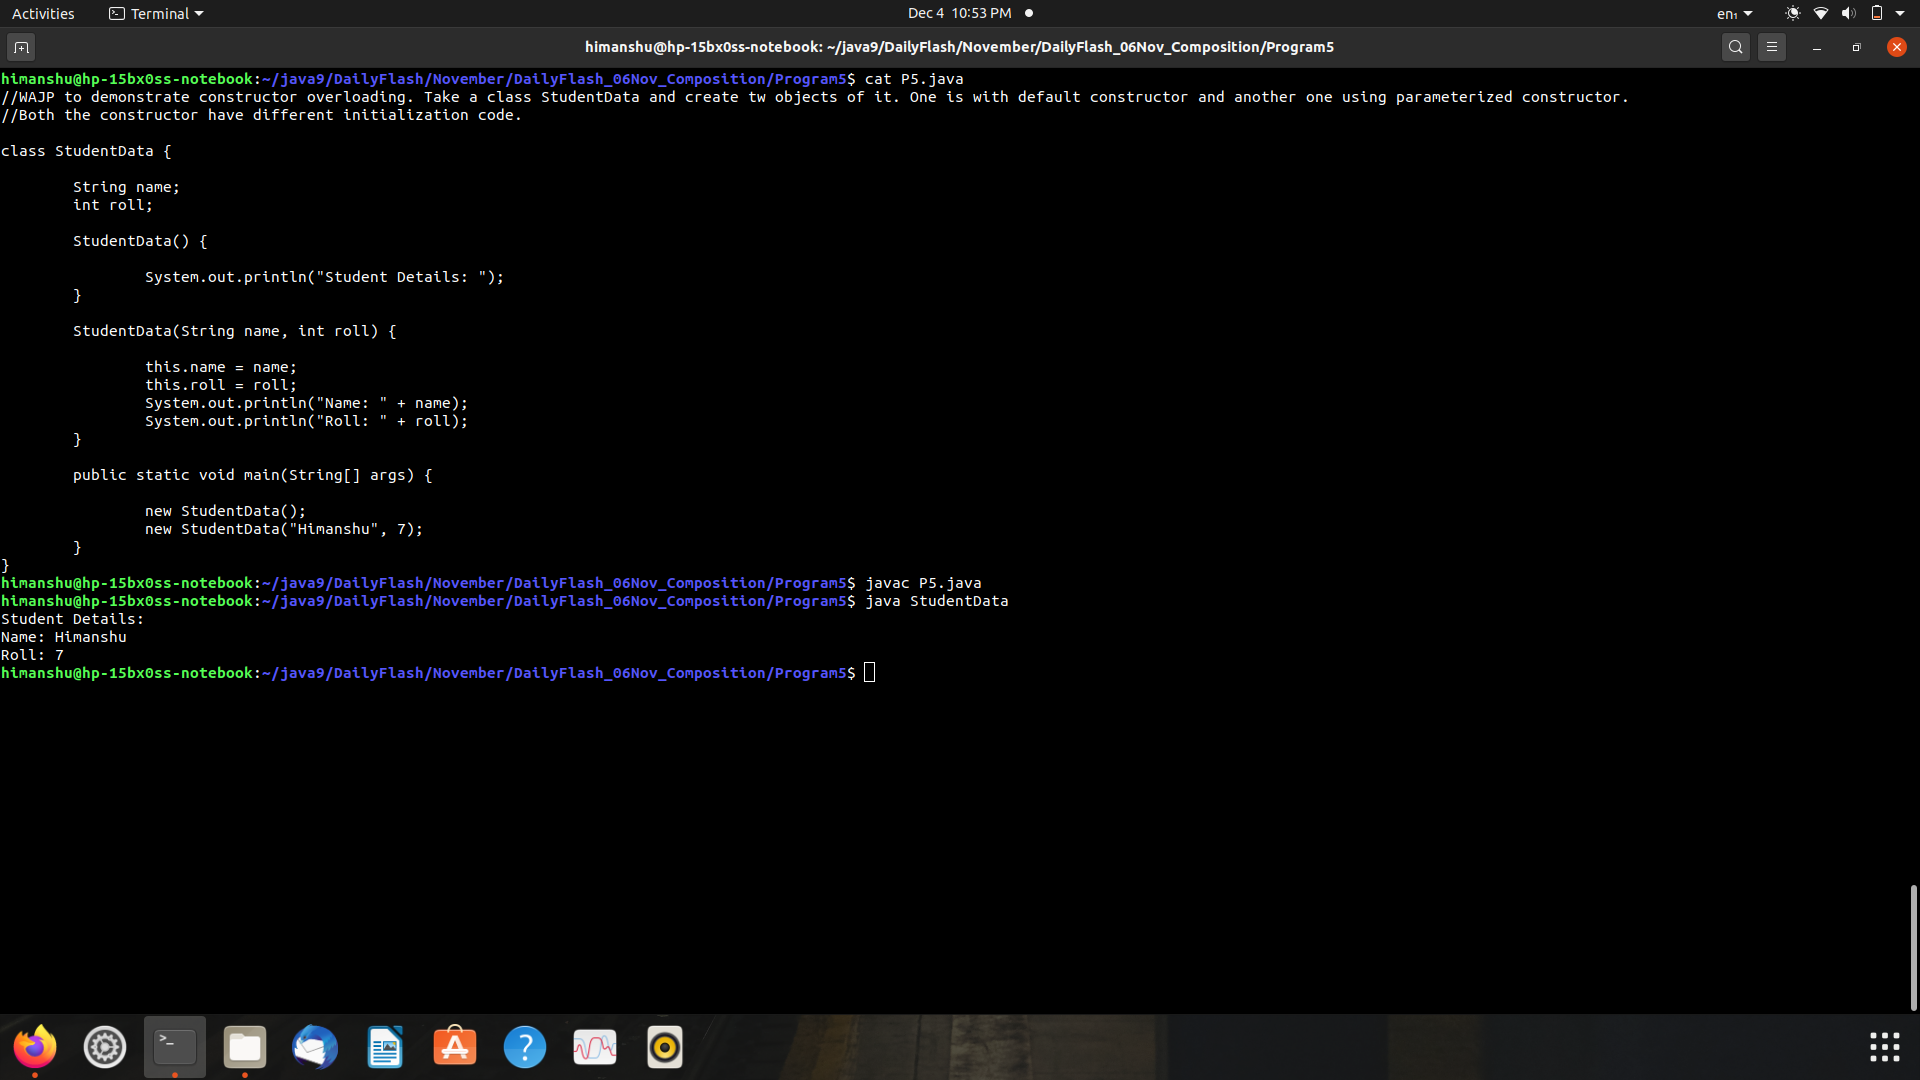 Activities
Terminal
Dec 4 10:53 PM
en₁
himanshu@hp-15bx0ss-notebook: ~/java9/DailyFlash/November/DailyFlash_06Nov_Composition/Program5
himanshu@hp-15bx0ss-notebook:~/java9/DailyFlash/November/DailyFlash_06Nov_Composition/Program5$ cat P5.java
//WAJP to demonstrate constructor overloading. Take a class StudentData and create tw objects of it. One is with default constructor and another one using parameterized constructor.
//Both the constructor have different initialization code.
class StudentData {
String name;
int roll;
StudentData() {
System.out.println("Student Details: ");
}
StudentData(String name, int roll) {
this.name = name;
this.roll = roll;
System.out.println("Name: " + name);
System.out.println("Roll: " + roll);
}
public static void main(String[] args) {
new StudentData();
new StudentData("Himanshu", 7);
}
}
himanshu@hp-15bx0ss-notebook:~/java9/DailyFlash/November/DailyFlash_06Nov_Composition/Program5$ javac P5.java
himanshu@hp-15bx0ss-notebook:~/java9/DailyFlash/November/DailyFlash_06Nov_Composition/Program5$ java StudentData
Student Details:
Name: Himanshu
Roll: 7
himanshu@hp-15bx0ss-notebook:~/java9/DailyFlash/November/DailyFlash_06Nov_Composition/Program5$